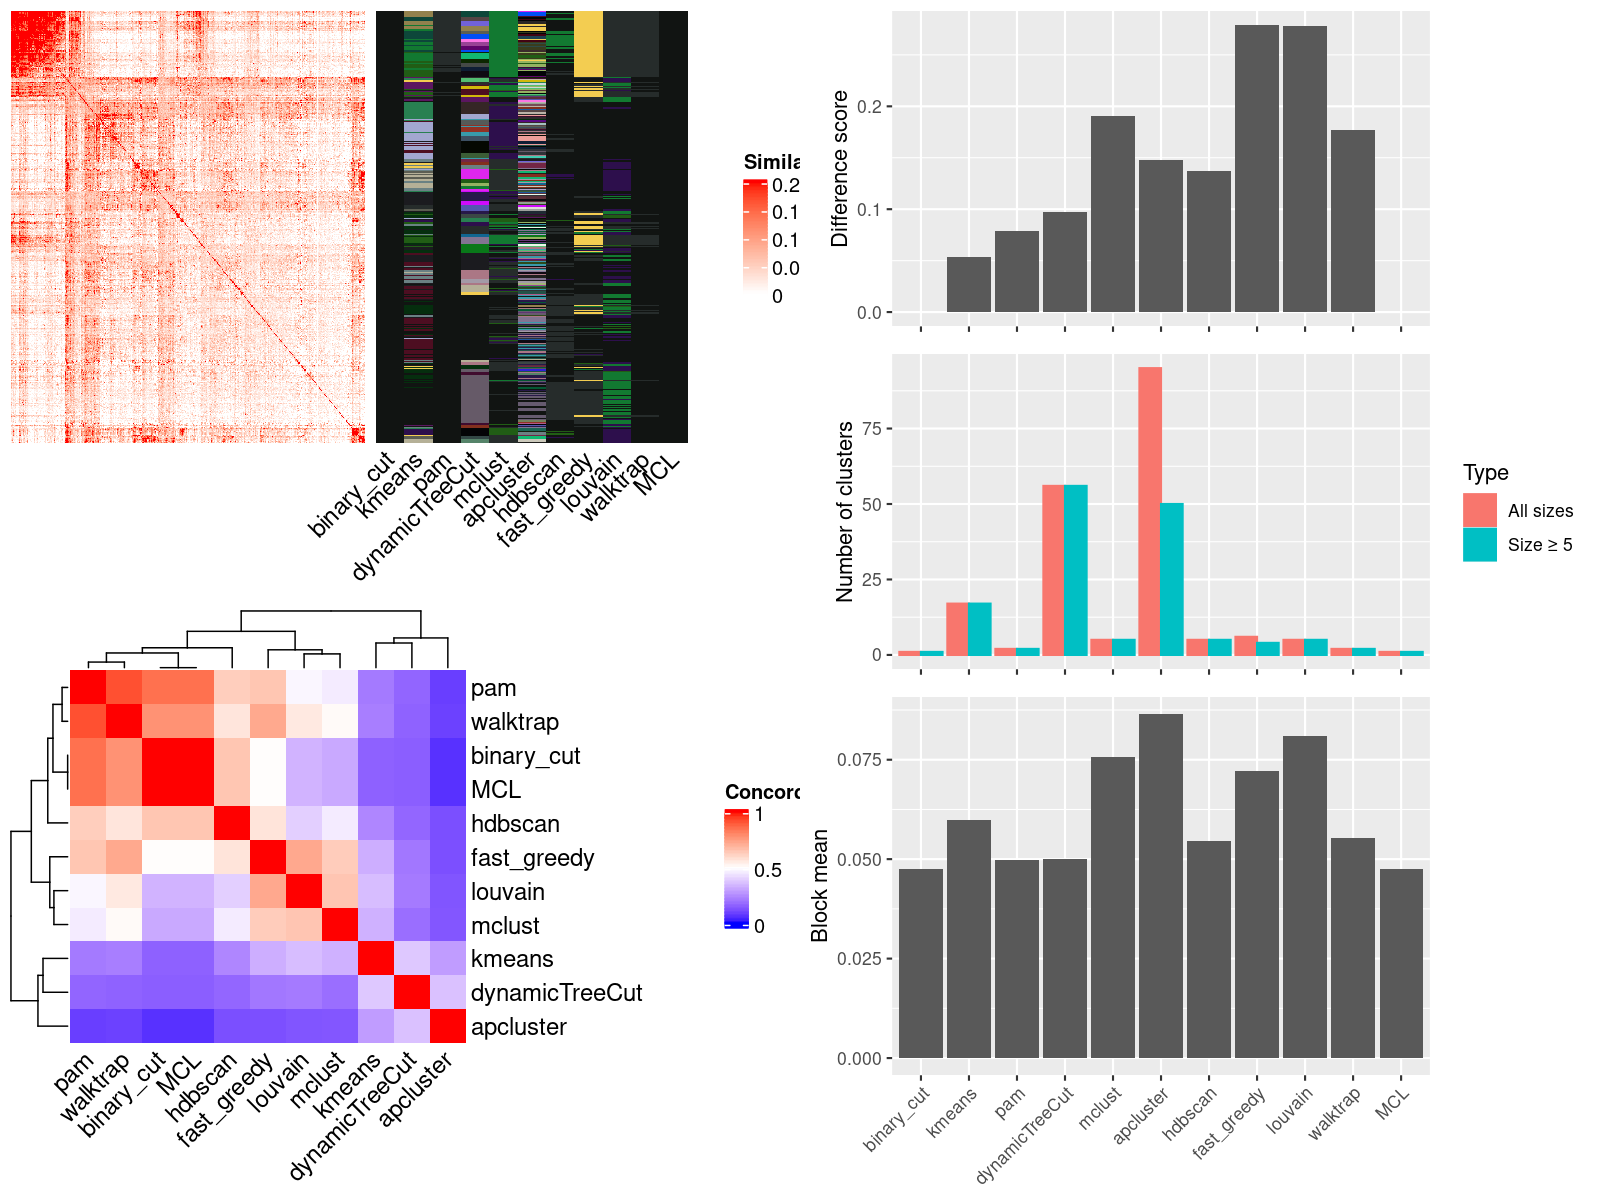 Simila
0.2
0.1
0.1
0.0
0
binary_cut
kmeans
pam
dynamicTreeCut
mclust
apcluster
hdbscan
fast_greedy
louvain
walktrap
MCL
pam
walktrap
binary_cut
MCL
hdbscan
fast_greedy
louvain
mclust
kmeans
dynamicTreeCut
apcluster
Concord
1
0.5
0
pam
walktrap
binary_cut
MCL
hdbscan
fast_greedy
louvain
mclust
kmeans
dynamicTreeCut
apcluster
Difference score
0.2
0.1
0.0
Number of clusters
75
50
25
0
Type
All sizes
Size ≥ 5
Block mean
0.075
0.050
0.025
0.000
binary_cut
kmeans
pam
dynamicTreeCut
mclust
apcluster
hdbscan
fast_greedy
louvain
walktrap
MCL